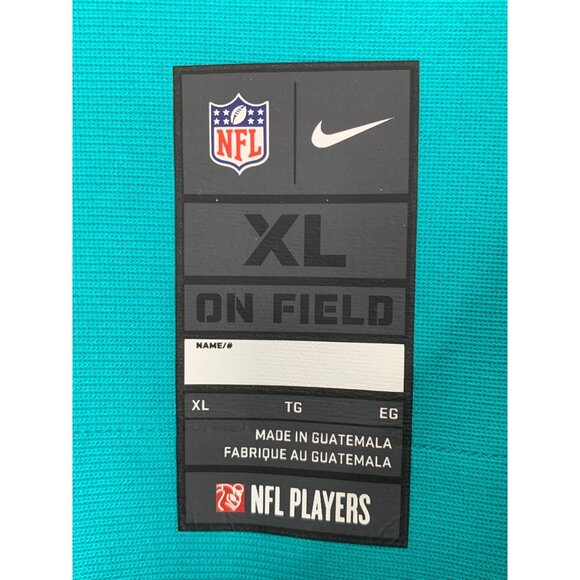 NFL
XL
ON FIELD
NAME/#
XL TG EG
MADE IN GUATEMALA
FABRIQUE AU GUATEMALA
NFL PLAYERS